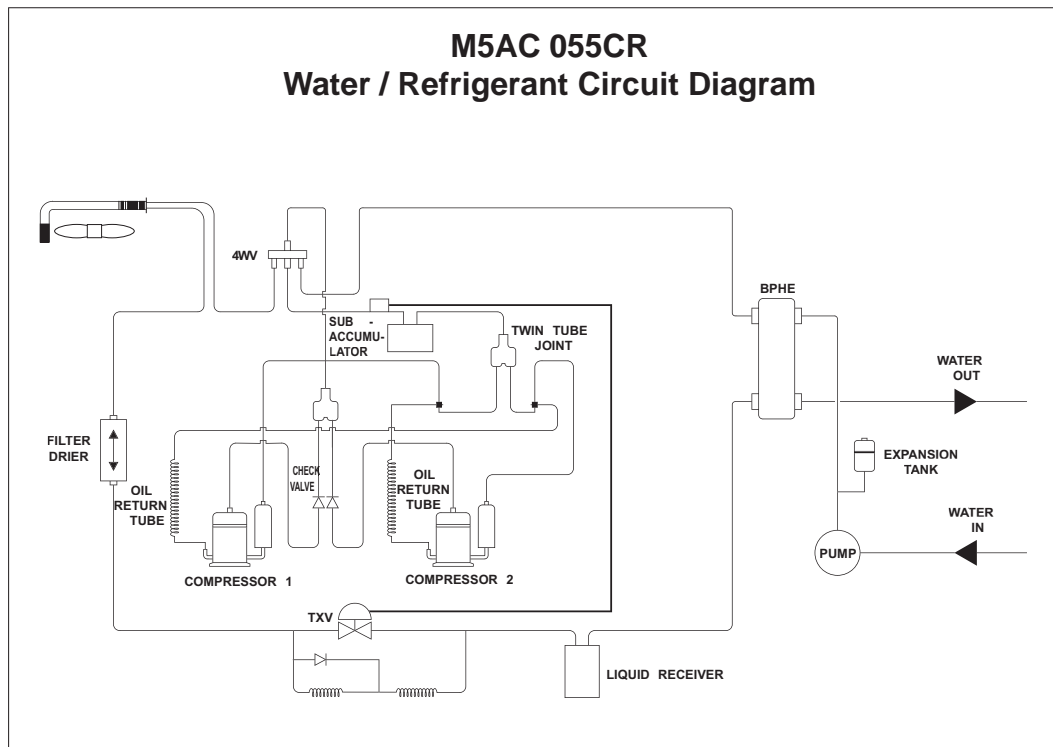 M5AC 055CR
Water / Refrigerant Circuit Diagram
4WV
BPHE
SUB -
ACCUMU-
LATOR
TWIN TUBE
JOINT
WATER
OUT
FILTER
DRIER
EXPANSION
TANK
CHECK
VALVE
OIL
RETURN
TUBE
OIL
RETURN
TUBE
WATER
IN
PUMP
COMPRESSOR 1
COMPRESSOR 2
TXV
LIQUID RECEIVER